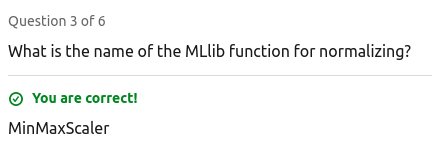 Question 3 of 6
What is the name of the MLlib function for normalizing?
You are correct!
MinMaxScaler